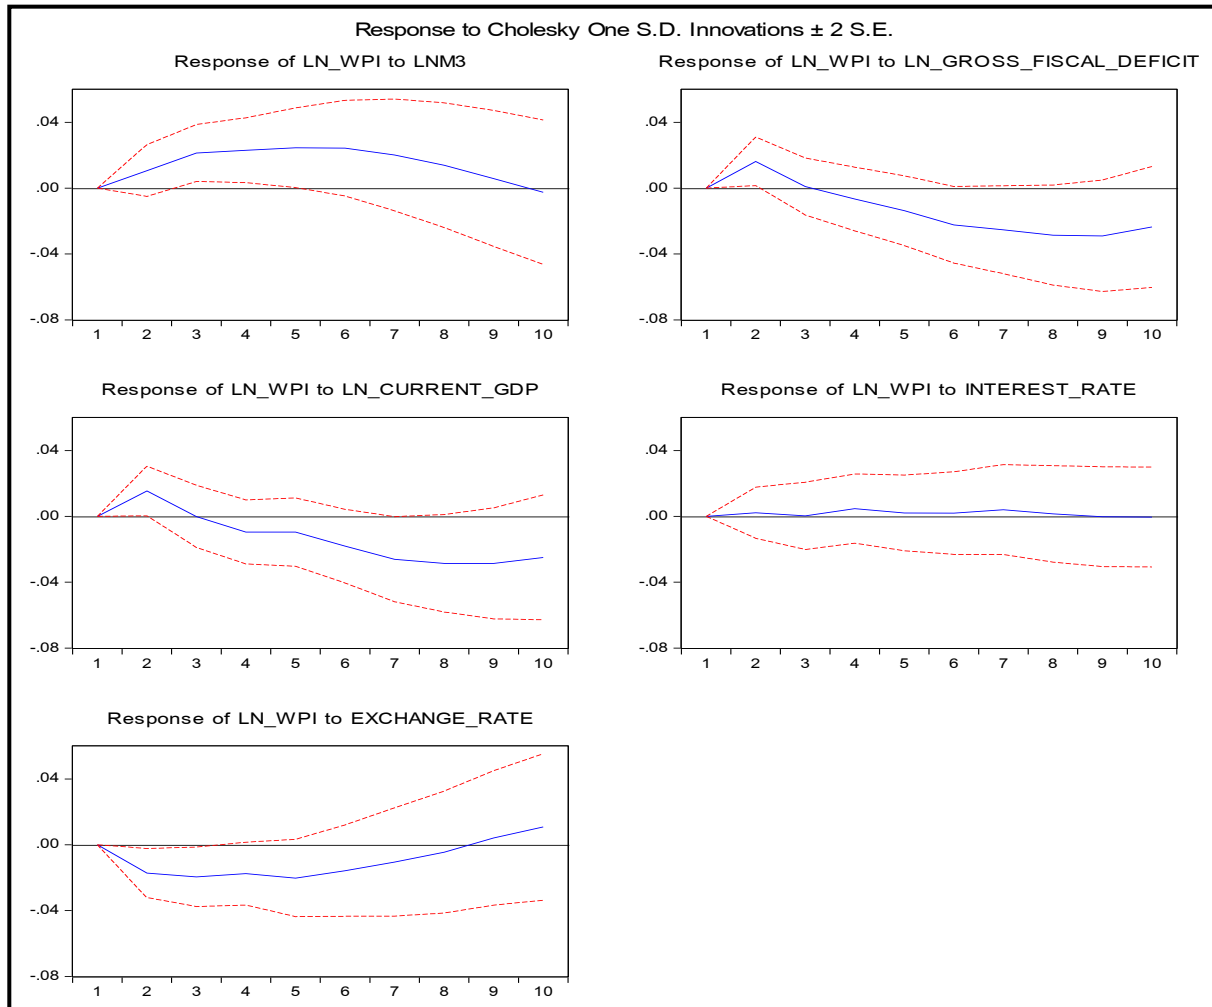 Response to Cholesky One S.D. Innovations ± 2 S.E.
Response of LN_WPI to LNM3
.04
.00
-.04
-.08
1 2 3 4 5 6 7 8 9 10
Response of LN_WPI to LN_GROSS_FISCAL_DEFICIT
.04
.00
-.04
-.08
1 2 3 4 5 6 7 8 9 10
Response of LN_WPI to LN_CURRENT_GDP
.04
.00
-.04
-.08
1 2 3 4 5 6 7 8 9 10
Response of LN_WPI to INTEREST_RATE
.04
.00
-.04
-.08
1 2 3 4 5 6 7 8 9 10
Response of LN_WPI to EXCHANGE_RATE
.04
.00
-.04
-.08
1 2 3 4 5 6 7 8 9 10